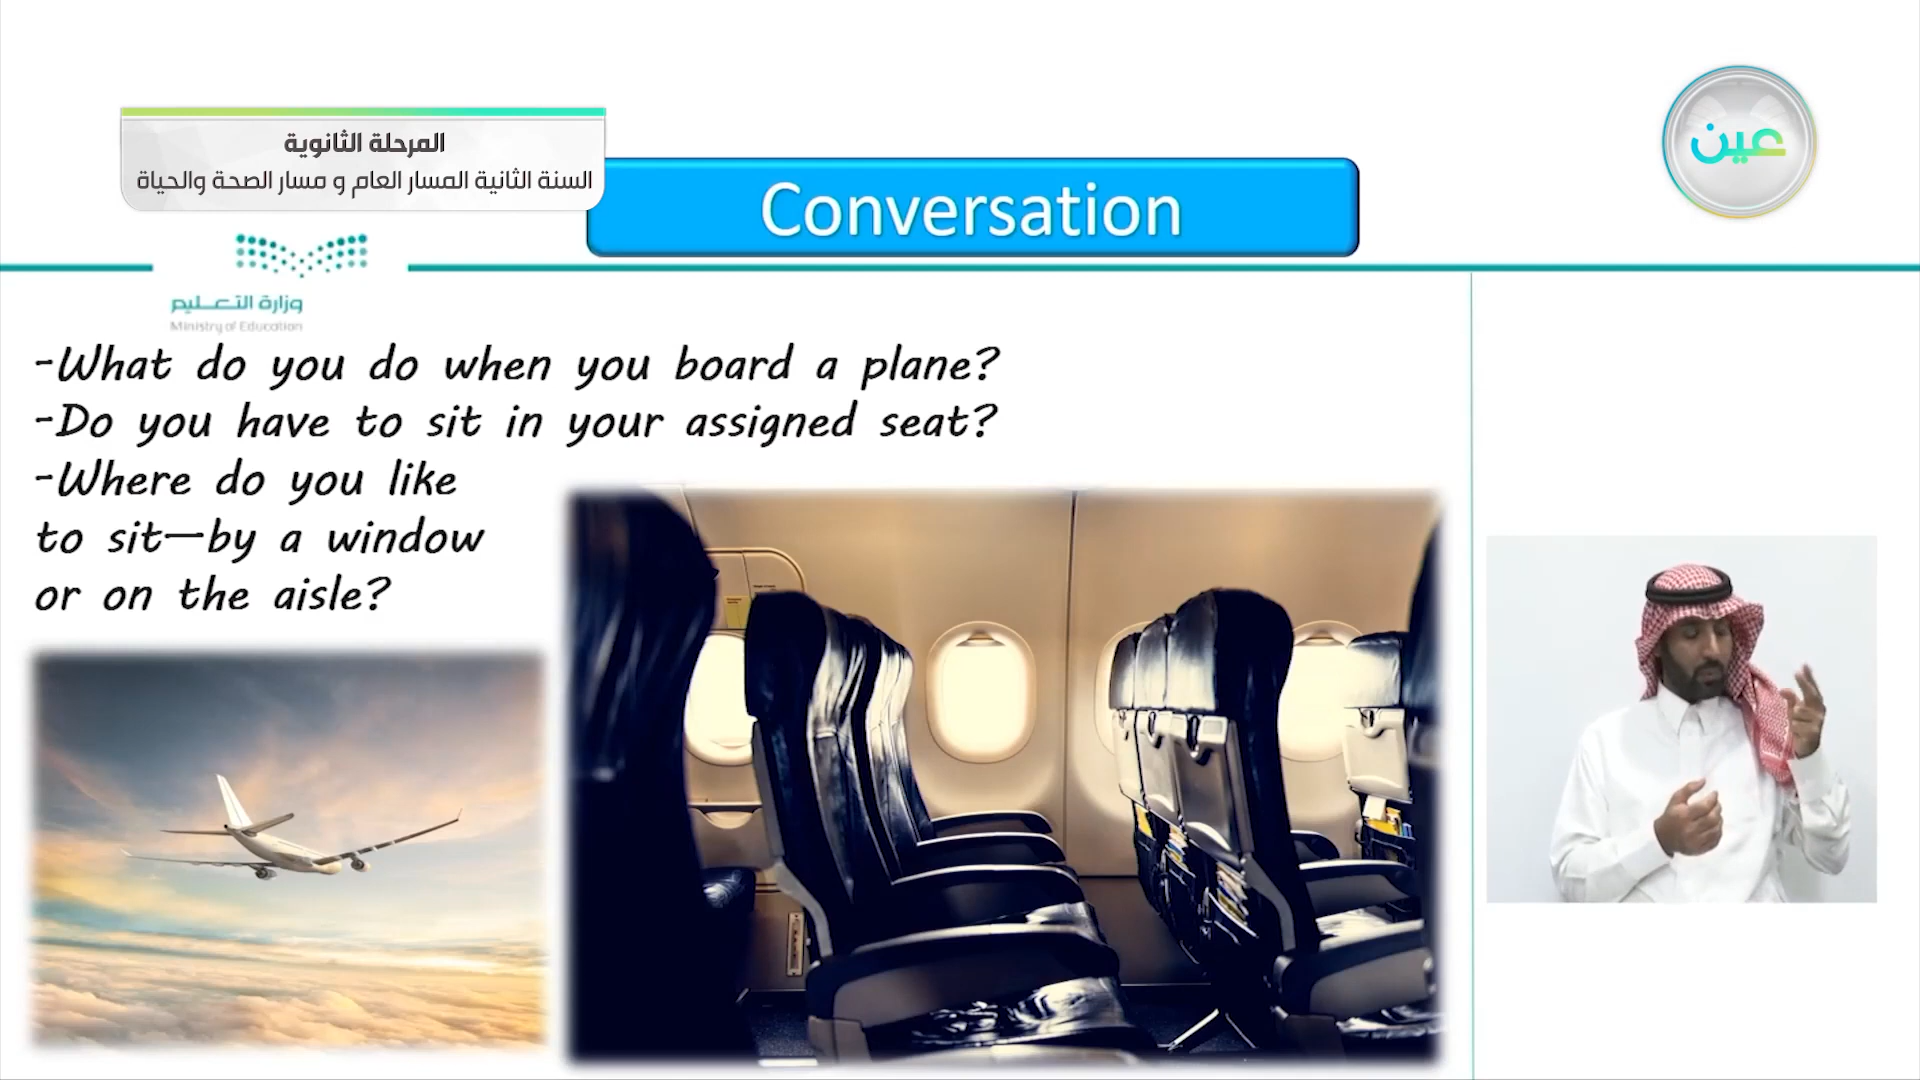 المرحلة الثانوية
السنة الثانية المسار العام و مسار الصحة والحياة
عين
Conversation
وزارة التعليم
Ministry of Education
-What do you do when you board a plane?
-Do you have to sit in your assigned seat?
-Where do you like
to sit—by a window
or on the aisle?